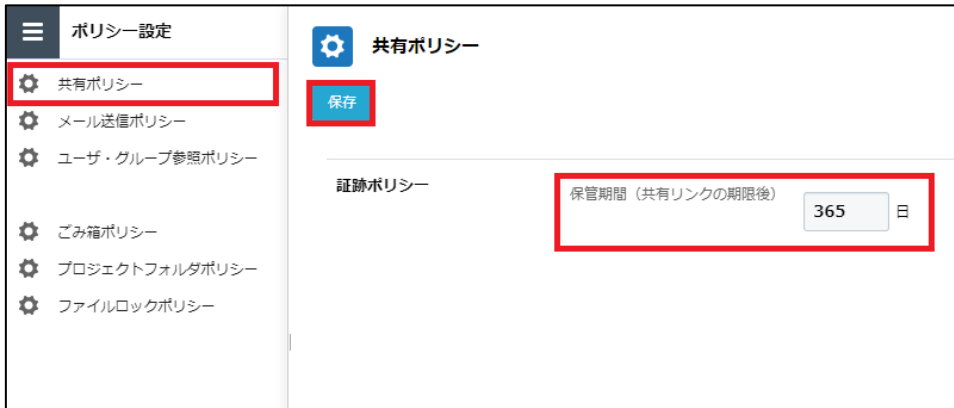 ポリシー設定
共有ポリシー
メール送信ポリシー
ユーザ・グループ参照ポリシー
ごみ箱ポリシー
プロジェクトフォルダポリシー
ファイルロックポリシー
共有ポリシー
保存
証跡ポリシー
保管期間（共有リンクの期限後）
365 日